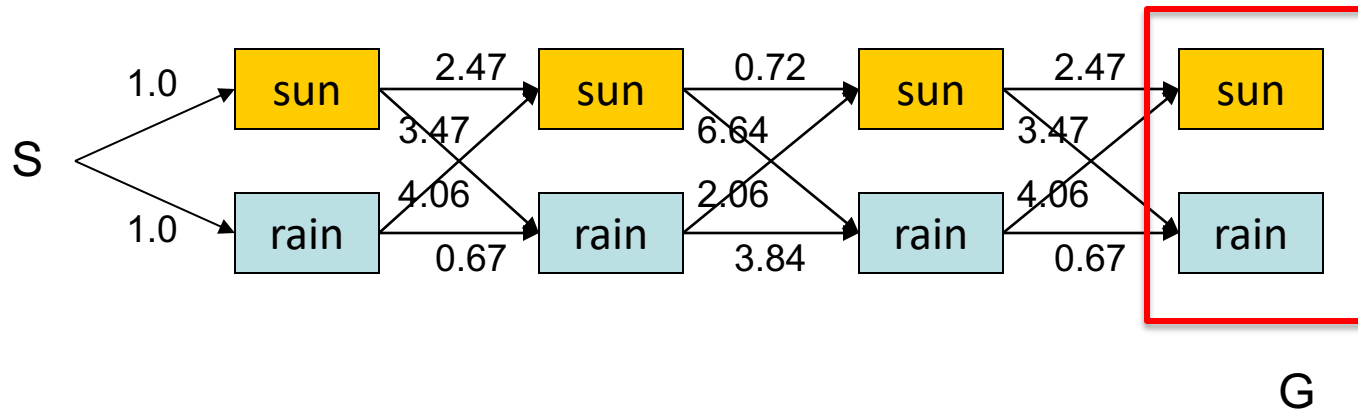 2.47 0.72 2.47
1.0 sun sun sun sun
3.47 6.64 3.47
S
4.06 2.06 4.06
1.0 rain rain rain rain
0.67 3.84 0.67
G